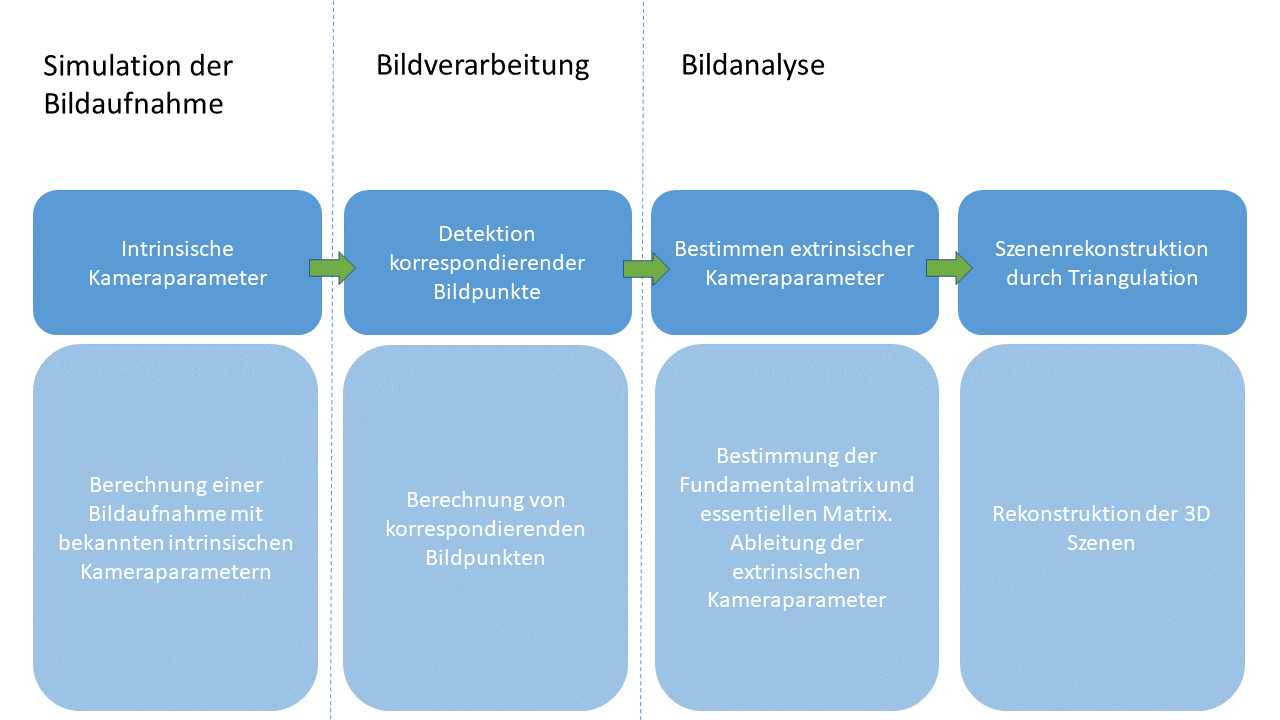 Simulation der
Bildaufnahme
Bildverarbeitung
Bildanalyse
Intrinsische
Kameraparameter
Detektion
korrespondierender
Bildpunkte
Bestimmen extrinsischer
Kameraparameter
Szenenrekonstruktion
durch Triangulation
Berechnung einer
Bildaufnahme mit
bekannten intrinsischen
Kameraparametern
Berechnung von
korrespondierenden
Bildpunkten
Bestimmung der
Fundamentalmatrix und
essentiellen Matrix.
Ableitung der
extrinsischen
Kameraparameter
Rekonstruktion der 3D
Szenen